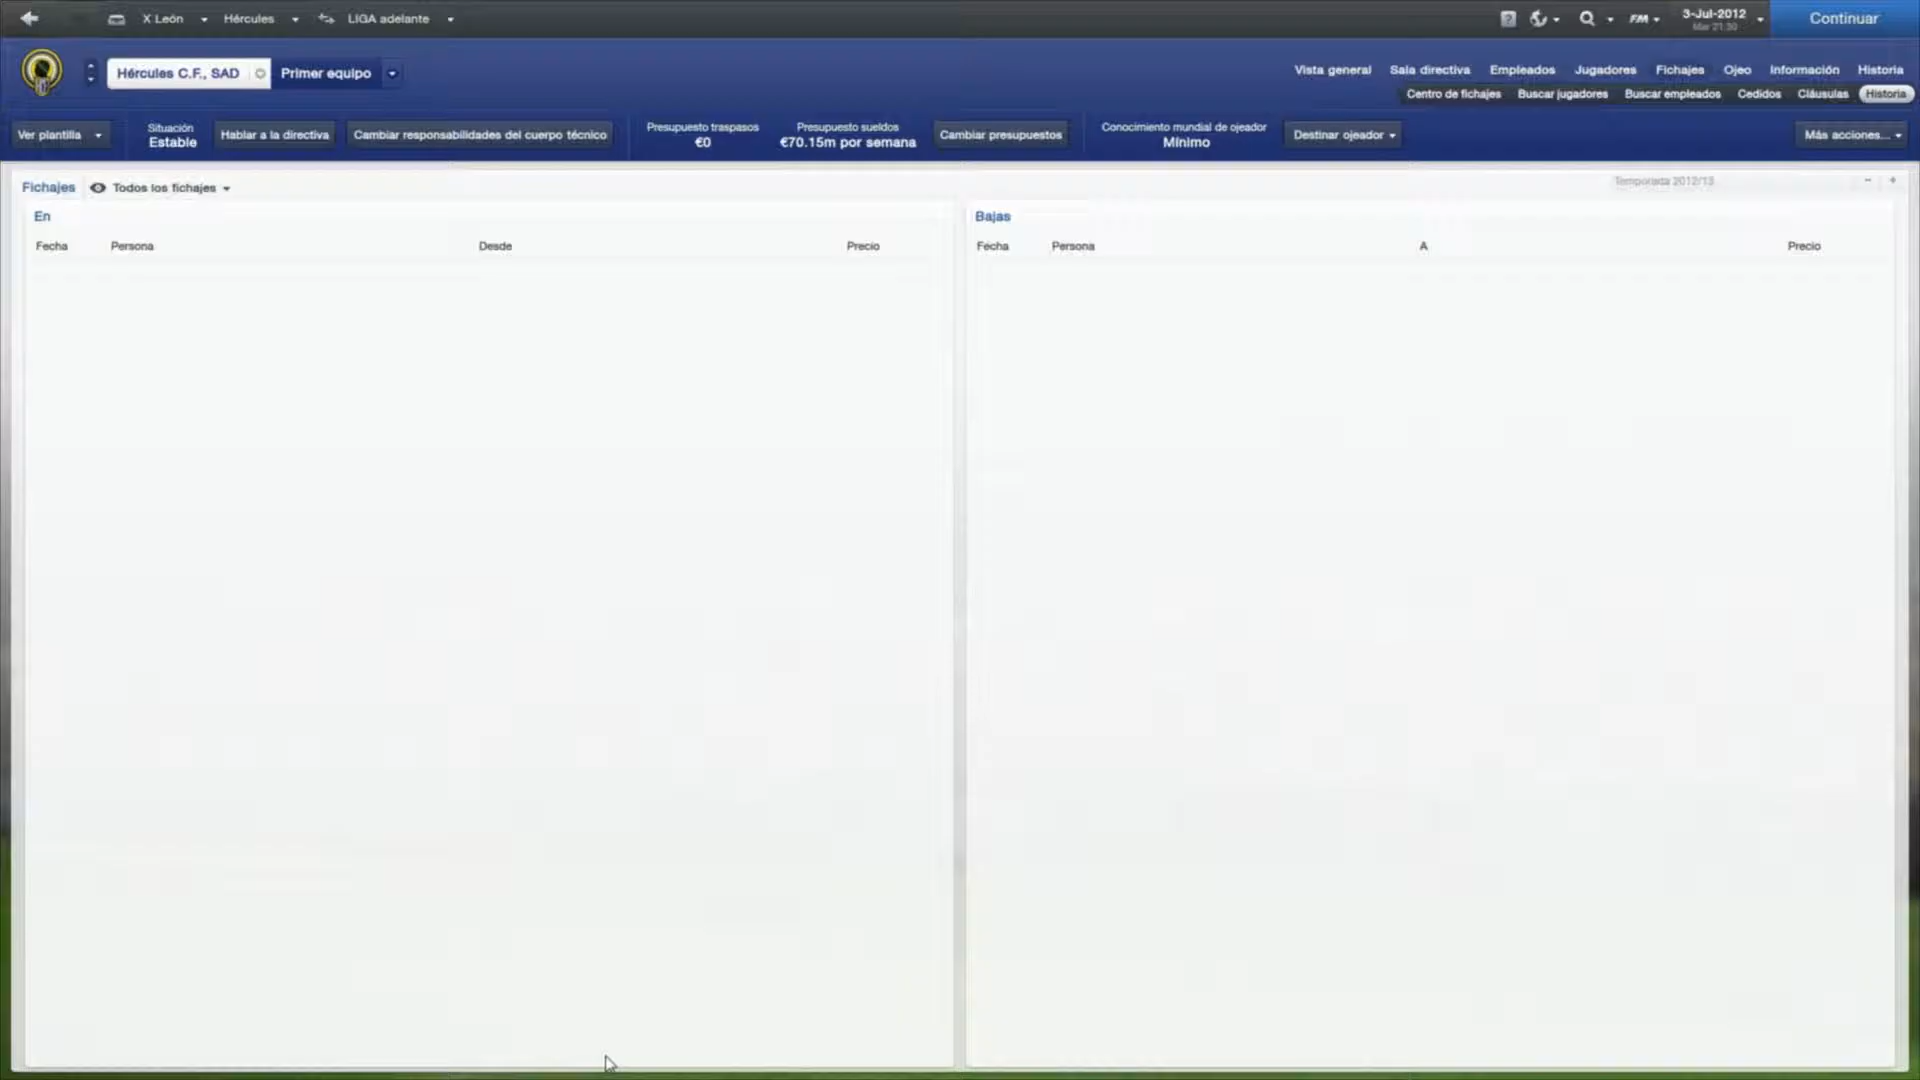 X León Hércules LIGA adelante FM 3-Jul-2012 Continuar
Mar 21:30
Hércules C.F., SAD Primer equipo
Vista general Sala directiva Empleados Jugadores Fichajes Ojeo Información Historia
Centro de fichajes Buscar jugadores Buscar empleados Cedidos Cláusulas Historia
Ver plantilla
Situación
Estable
Hablar a la directiva
Cambiar responsabilidades del cuerpo técnico
Presupuesto traspasos
€0
Presupuesto sueldos
€70.15m por semana
Cambiar presupuestos
Conocimiento mundial de ojeador
Mínimo
Destinar ojeador
Más acciones...
Fichajes Todos los fichajes
Temporada 2012/13 - +
En
Fecha Persona Desde Precio
Bajas
Fecha Persona A Precio